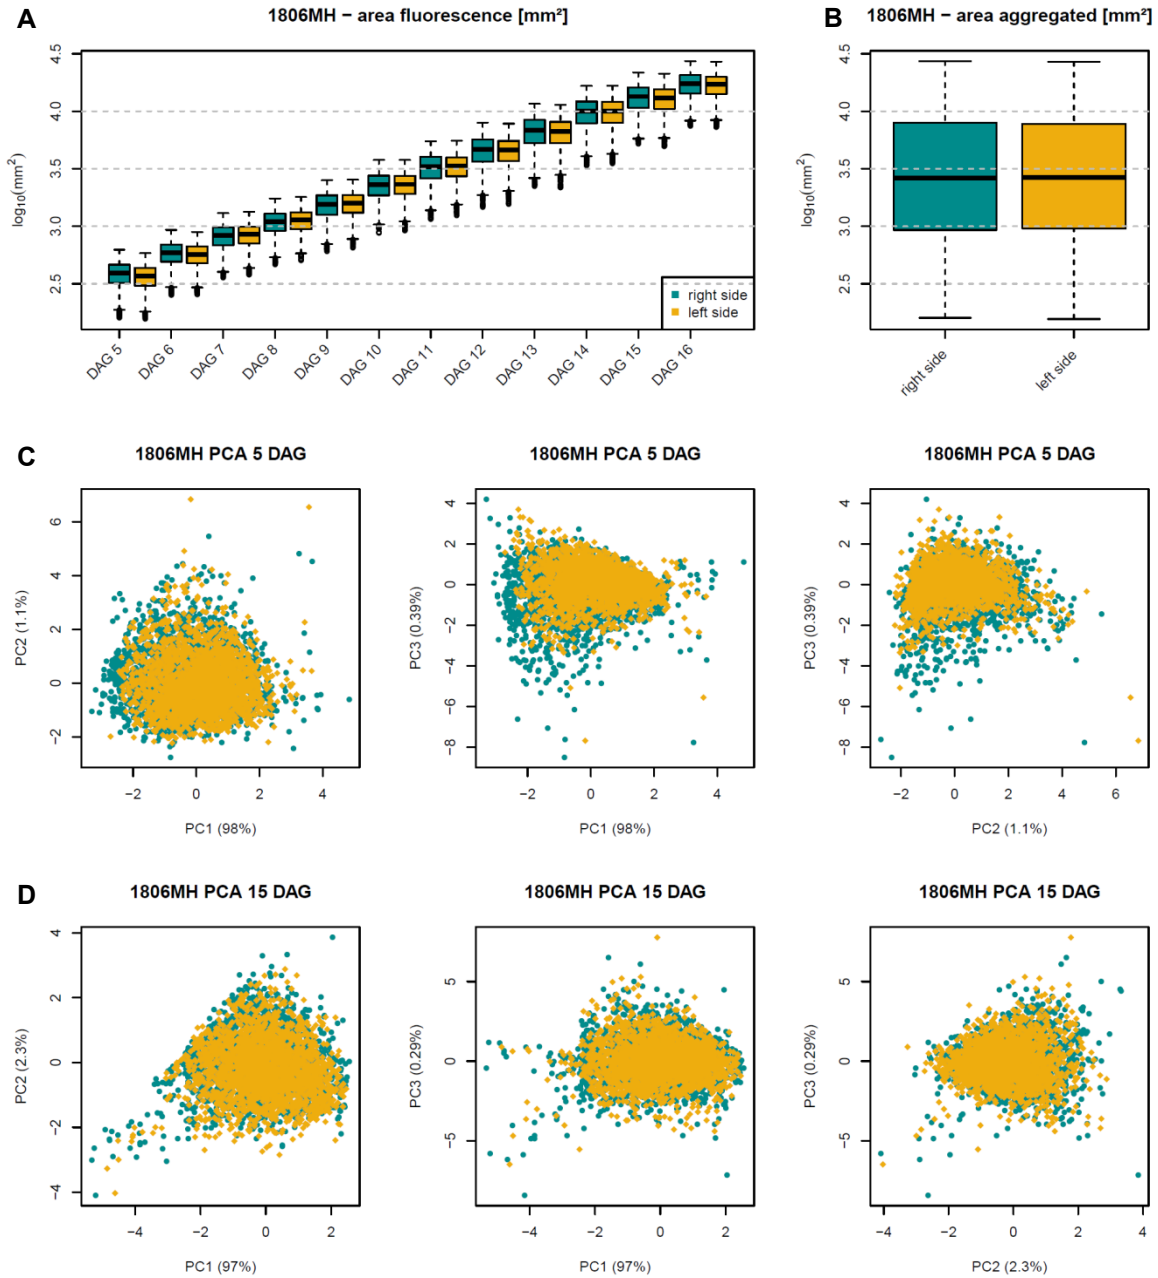 A
1806MH − area fluorescence [mm²]
log10(mm²)
4.5
4.0
3.5
3.0
2.5
right side
left side
DAG 5
DAG 6
DAG 7
DAG 8
DAG 9
DAG 10
DAG 11
DAG 12
DAG 13
DAG 14
DAG 15
DAG 16
B
1806MH − area aggregated [mm²]
log10(mm²)
4.5
4.0
3.5
3.0
2.5
right side
left side
C
1806MH PCA 5 DAG
PC2 (1.1%)
6
4
2
0
−2
−2 0 2 4
PC1 (98%)
1806MH PCA 5 DAG
PC3 (0.39%)
4
2
0
−2
−4
−6
−8
−2 0 2 4
PC1 (98%)
1806MH PCA 5 DAG
PC3 (0.39%)
4
2
0
−2
−4
−6
−8
−2 0 2 4 6
PC2 (1.1%)
D
1806MH PCA 15 DAG
PC2 (2.3%)
4
2
0
−2
−4
−4 −2 0 2
PC1 (97%)
1806MH PCA 15 DAG
PC3 (0.29%)
5
0
−5
−4 −2 0 2
PC1 (97%)
1806MH PCA 15 DAG
PC3 (0.29%)
5
0
−5
−4 −2 0 2 4
PC2 (2.3%)